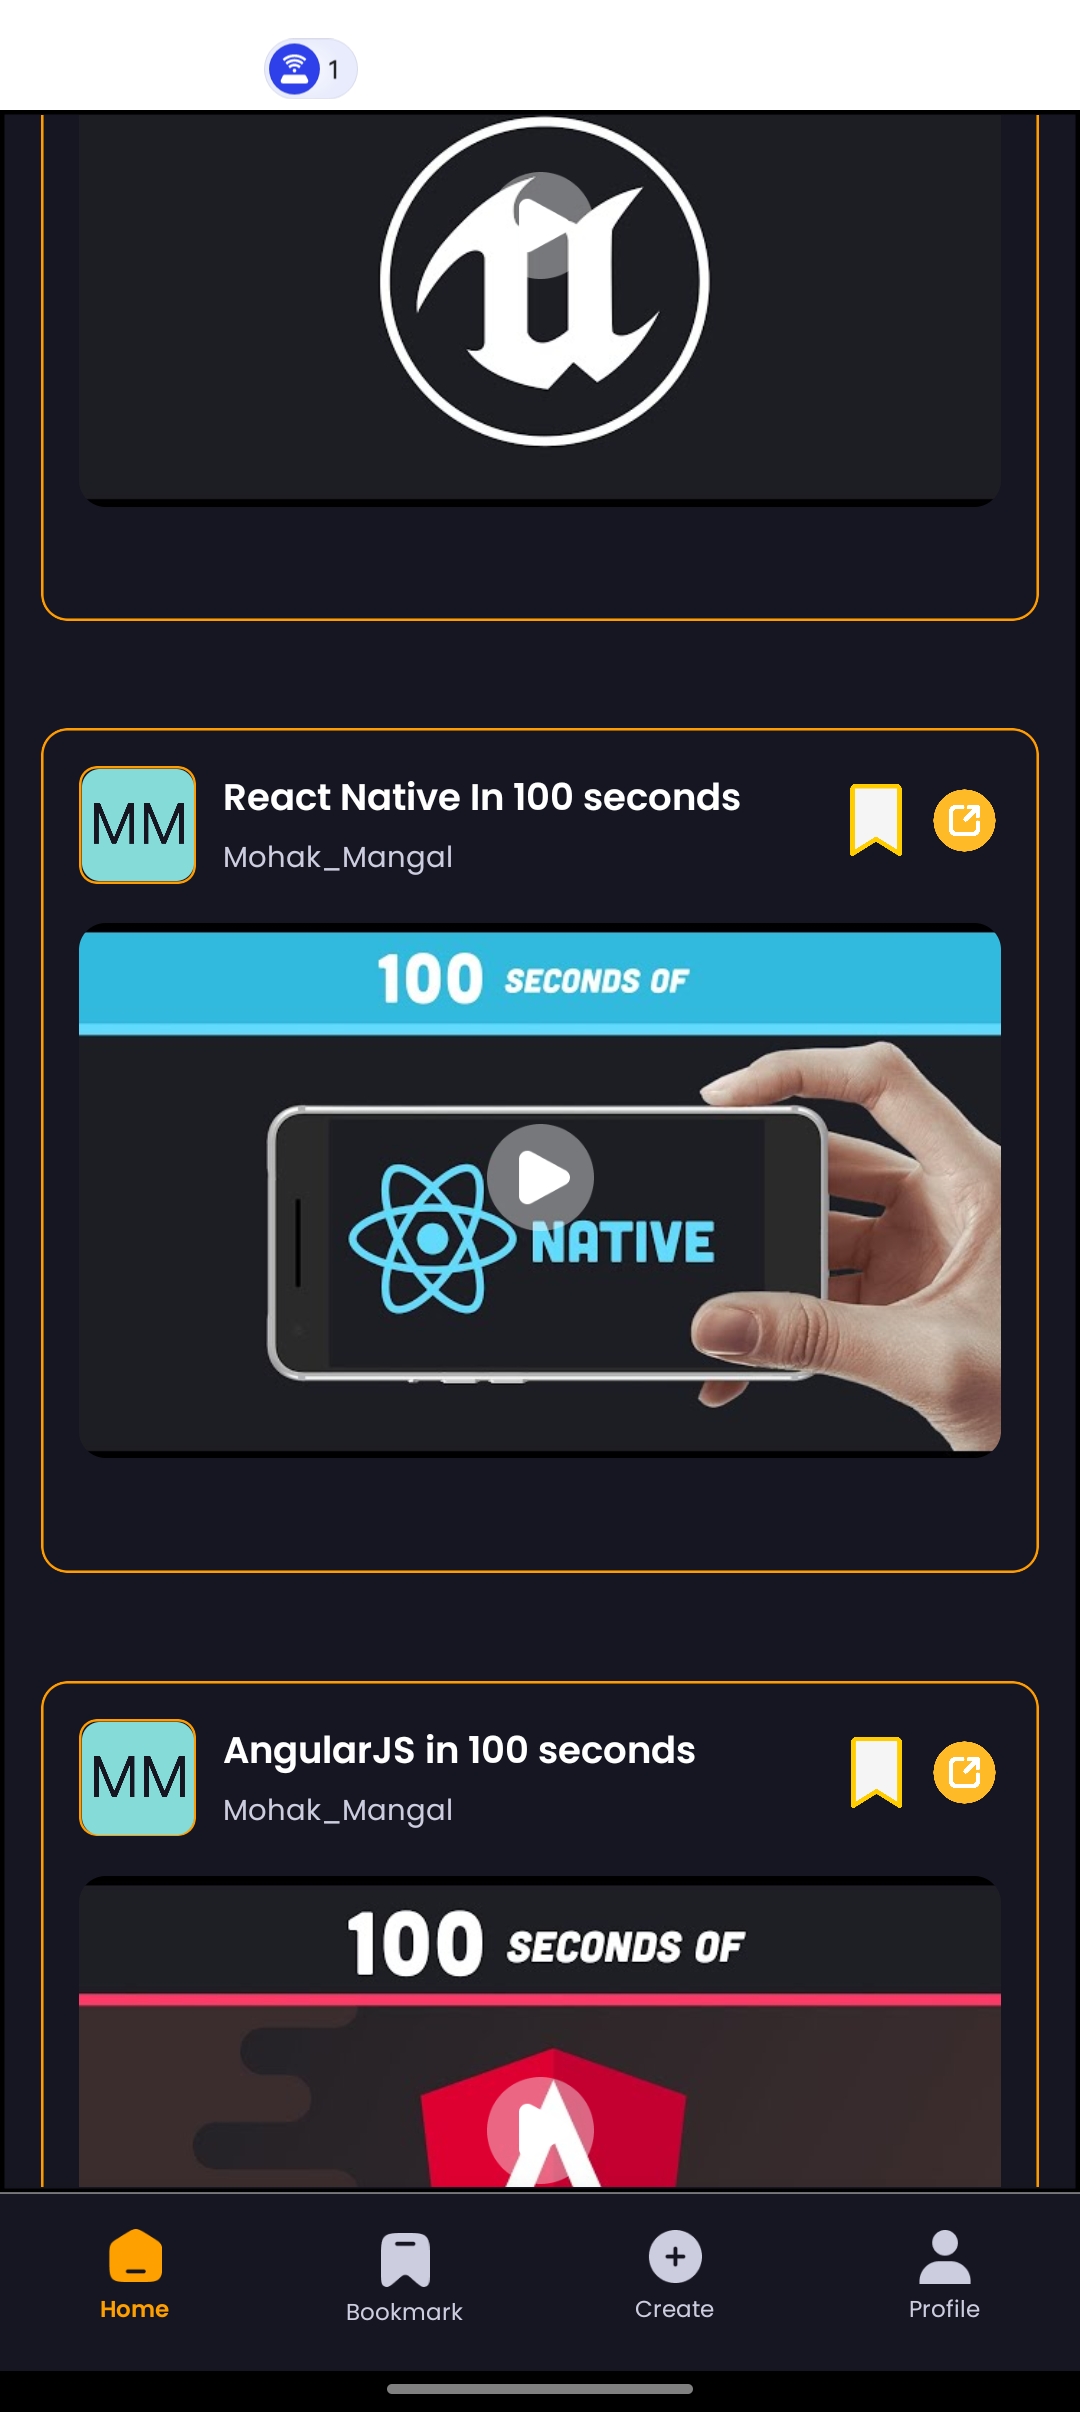 1
React Native In 100 seconds
MM
Mohak_Mangal
100 SECONDS OF
NATIVE
AngularJS in 100 seconds
MM
Mohak_Mangal
100 SECONDS OF
Home
Bookmark
Create
Profile